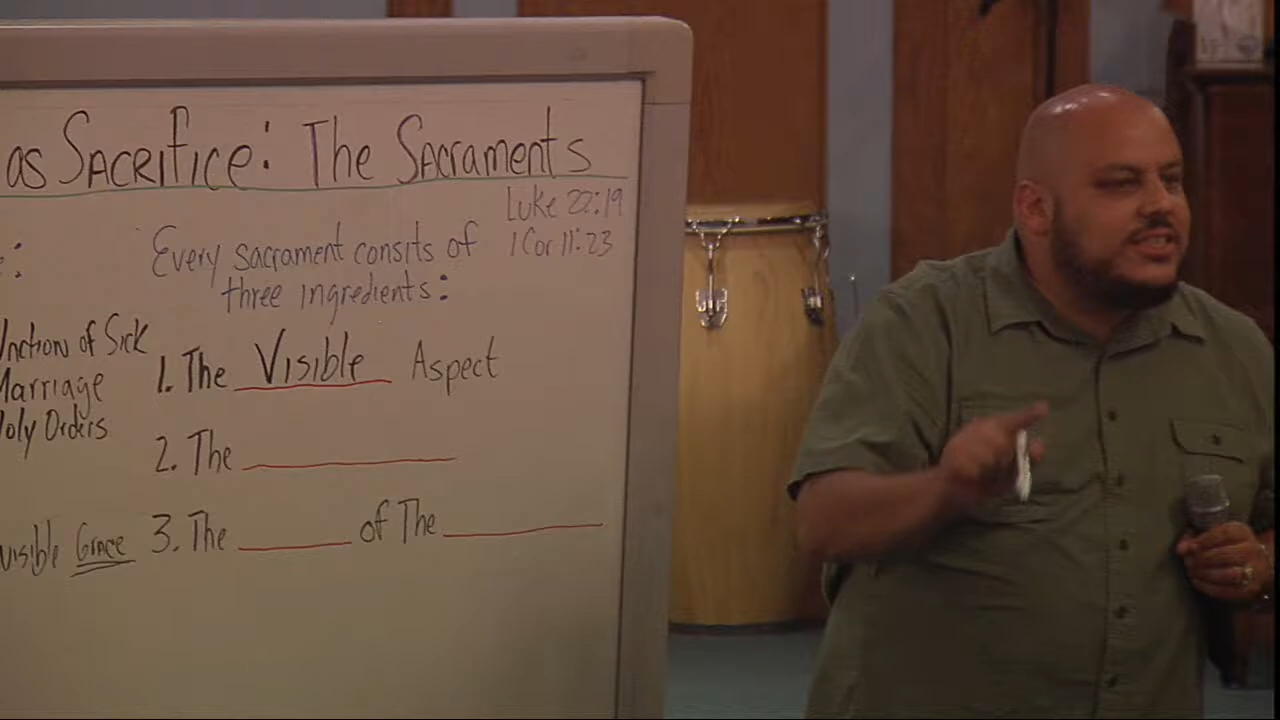 as SACRIFICE: The SACramentS
Luke 22:19
1 Cor 11:23
Every sacrament consits of
three ingredients:
Unction of Sick
Marriage
Holy Orders
1. The Visible Aspect
2. The
visible Grace
3. The of The